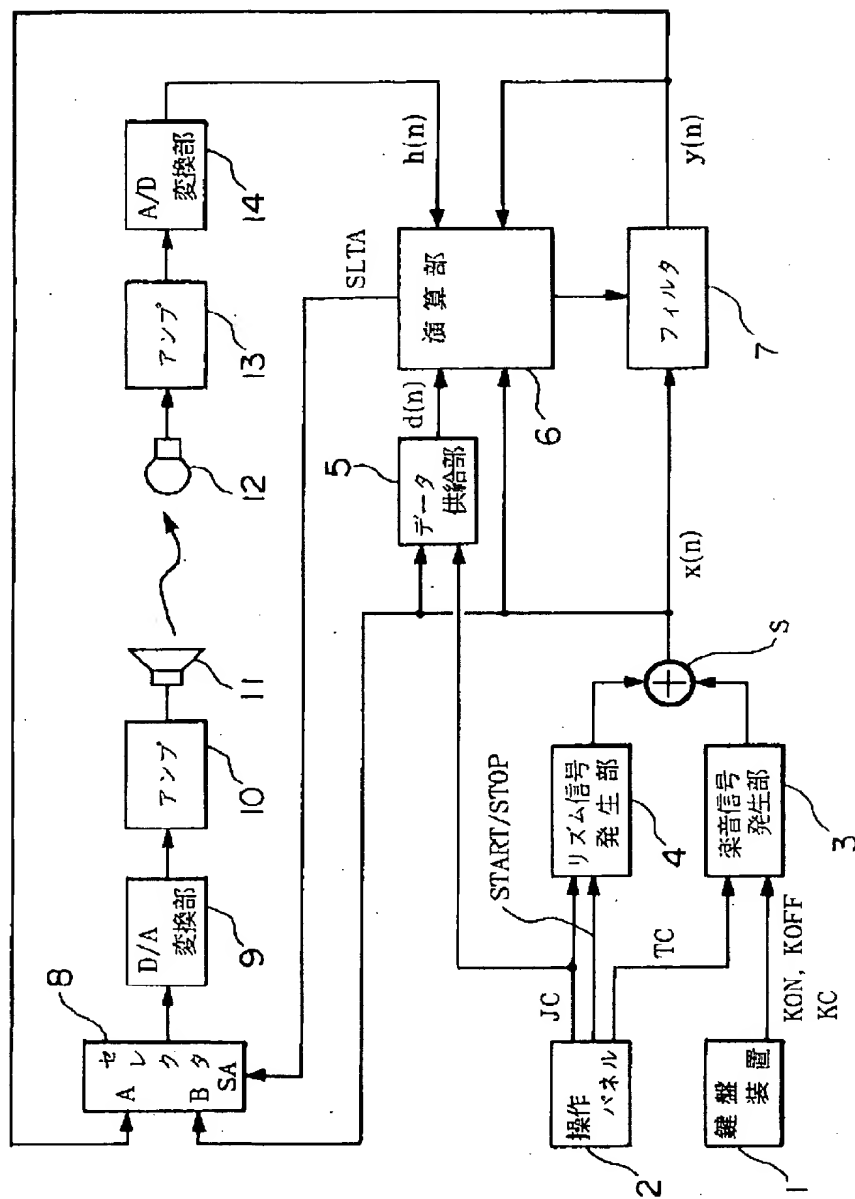 セレクタ
A
B
SA
8
D/A
変換部
9
アンプ
10
11
12
アンプ
13
A/D
変換部
14
SLTA
h(n)
データ
供給部
5
d(n)
演算部
6
フィルタ
7
x(n)
y(n)
操作
パネル
2
JC
START/STOP
TC
リズム信号
発生部
4
S
鍵盤
装置
1
KON, KOFF
KC
楽音信号
発生部
3